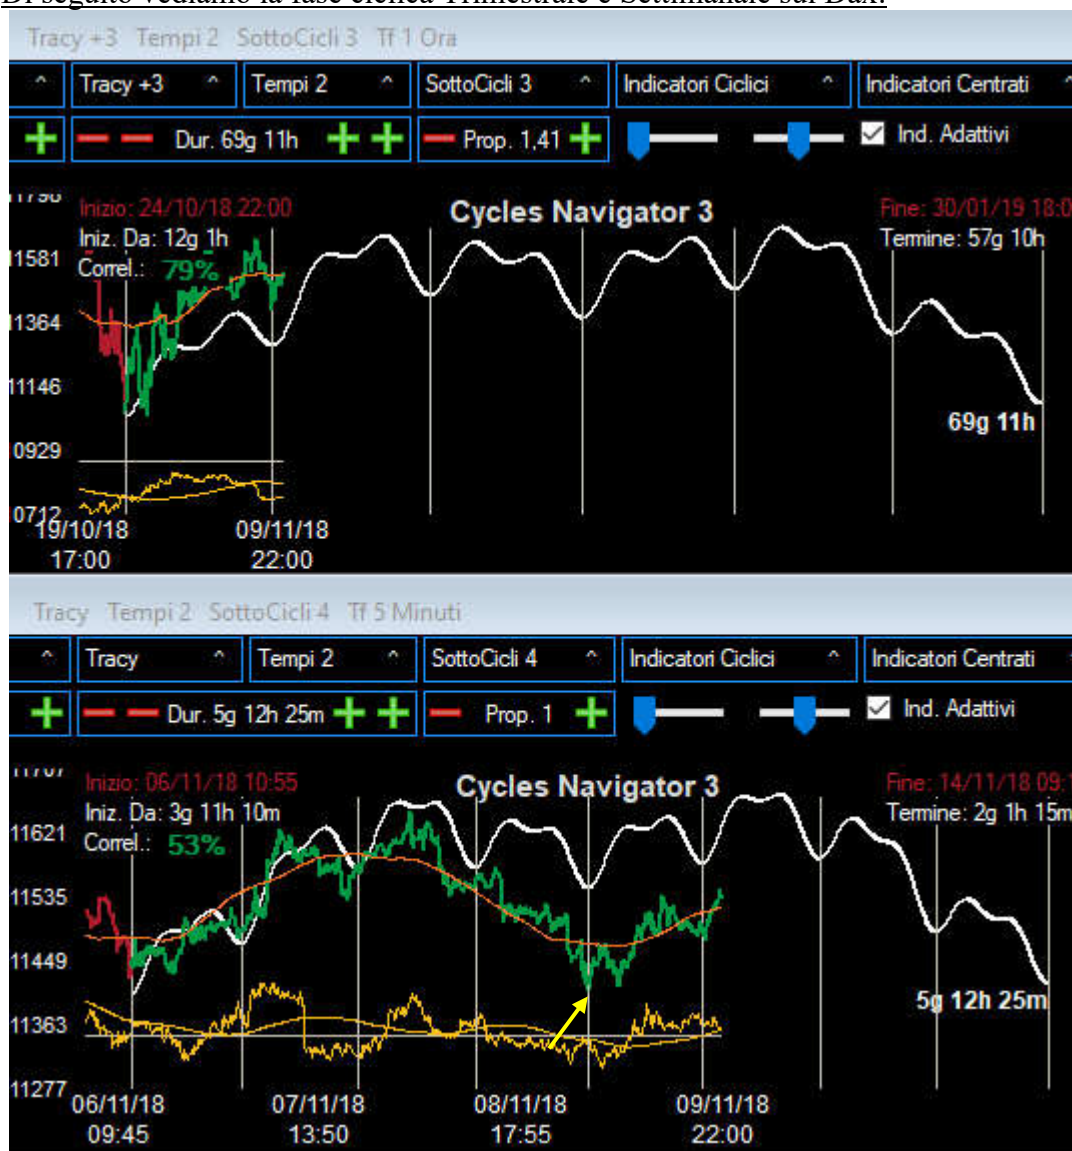 Di seguito vediamo la fase ciclica Trimestrale e Settimanale sul Dax:
Tracy +3 Tempi 2 SottoCicli 3 Tf 1 Ora
^ Tracy +3 ^ Tempi 2 ^ SottoCicli 3 ^ Indicatori Ciclici ^ Indicatori Centrati ^
Dur. 69g 11h Prop. 1,41 Ind. Adattivi
Inizio: 24/10/18 22:00 Cycles Navigator 3 Fine: 30/01/19 18:0
Iniz. Da: 12g 1h Termine: 57g 10h
11581 Correl.: 79%
11364
11146
69g 11h
0929
0712
19/10/18 09/11/18
17:00 22:00
Tracy Tempi 2 SottoCicli 4 Tf 5 Minuti
^ Tracy ^ Tempi 2 ^ SottoCicli 4 ^ Indicatori Ciclici ^ Indicatori Centrati
Dur. 5g 12h 25m Prop. 1 Ind. Adattivi
Inizio: 06/11/18 10:55 Cycles Navigator 3 Fine: 14/11/18 09:
Iniz. Da: 3g 11h 10m Termine: 2g 1h 15m
11621 Correl.: 53%
11535
11449
5g 12h 25m
11363
11277
06/11/18 07/11/18 08/11/18 09/11/18
09:45 13:50 17:55 22:00